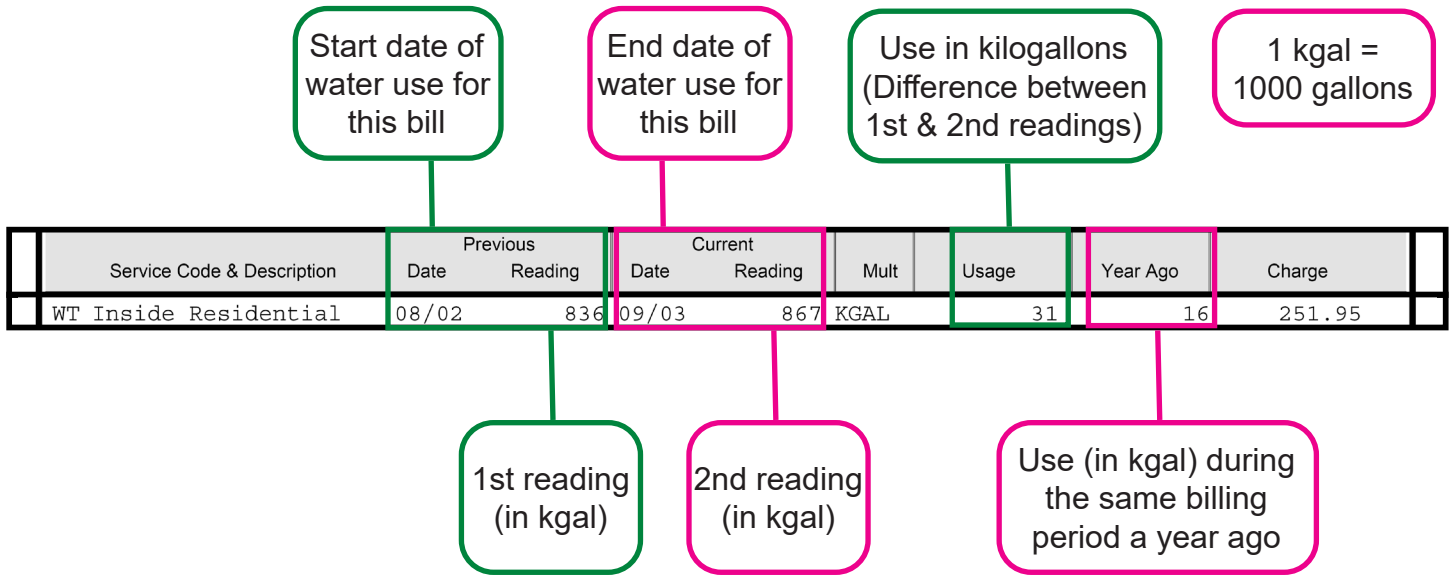 Start date of
water use for
this bill
End date of
water use for
this bill
Use in kilogallons
(Difference between
1st & 2nd readings)
1 kgal =
1000 gallons
Previous Current
Service Code & Description Date Reading Date Reading Mult Usage Year Ago Charge
WT Inside Residential 08/02 836 09/03 867 KGAL 31 16 251.95
1st reading
(in kgal)
2nd reading
(in kgal)
Use (in kgal) during
the same billing
period a year ago